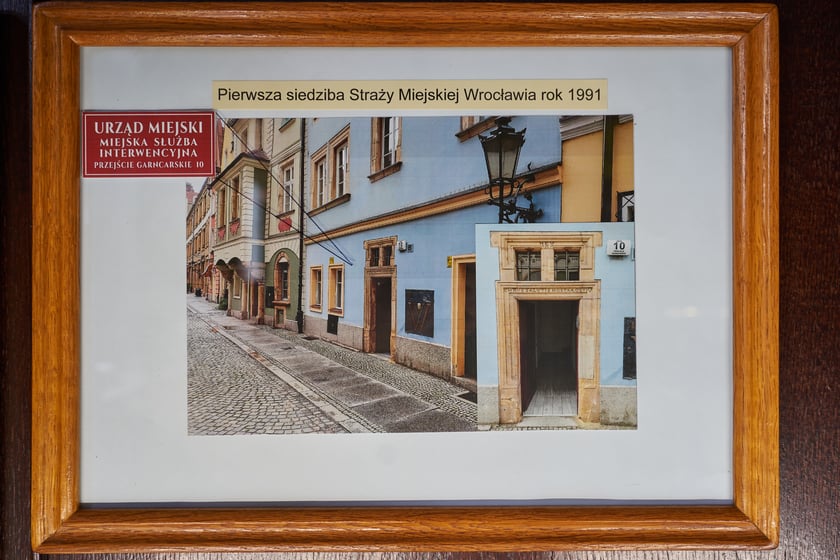 Pierwsza siedziba Straży Miejskiej Wrocławia rok 1991
URZĄD MIEJSKI
MIEJSKA SŁUŻBA
INTERWENCYJNA
PRZEJŚCIE GARNCARSKIE 10
10